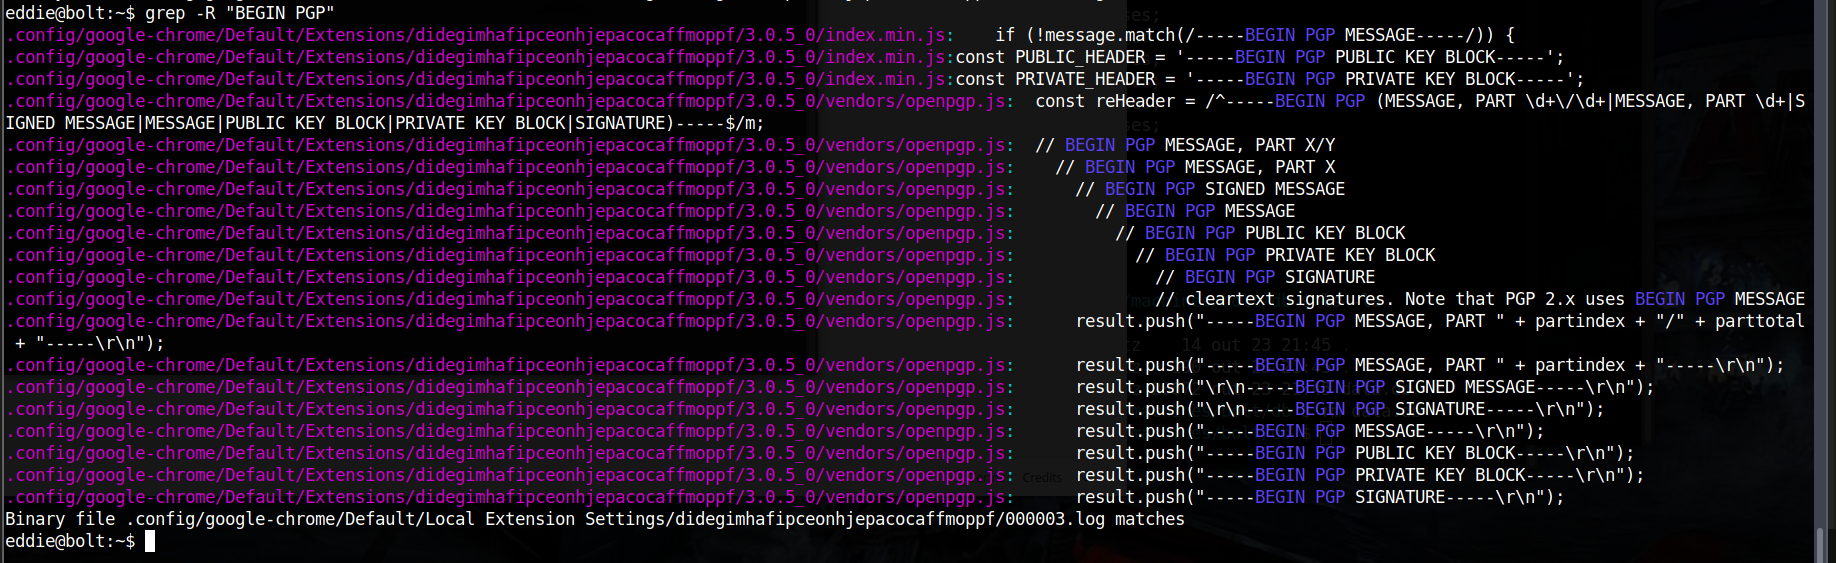 eddie@bolt:~$ grep -R "BEGIN PGP"
.config/google-chrome/Default/Extensions/didegimhafipceonhjepacocaffmoppf/3.0.5_0/index.min.js:    if (!message.match(/-----BEGIN PGP MESSAGE-----/)) {
.config/google-chrome/Default/Extensions/didegimhafipceonhjepacocaffmoppf/3.0.5_0/index.min.js:const PUBLIC_HEADER = '-----BEGIN PGP PUBLIC KEY BLOCK-----';
.config/google-chrome/Default/Extensions/didegimhafipceonhjepacocaffmoppf/3.0.5_0/index.min.js:const PRIVATE_HEADER = '-----BEGIN PGP PRIVATE KEY BLOCK-----';
.config/google-chrome/Default/Extensions/didegimhafipceonhjepacocaffmoppf/3.0.5_0/vendors/openpgp.js:  const reHeader = /^-----BEGIN PGP (MESSAGE, PART \d+\/\d+|MESSAGE, PART \d+|S
IGNED MESSAGE|MESSAGE|PUBLIC KEY BLOCK|PRIVATE KEY BLOCK|SIGNATURE)-----$/m;
.config/google-chrome/Default/Extensions/didegimhafipceonhjepacocaffmoppf/3.0.5_0/vendors/openpgp.js:  // BEGIN PGP MESSAGE, PART X/Y
.config/google-chrome/Default/Extensions/didegimhafipceonhjepacocaffmoppf/3.0.5_0/vendors/openpgp.js:    // BEGIN PGP MESSAGE, PART X
.config/google-chrome/Default/Extensions/didegimhafipceonhjepacocaffmoppf/3.0.5_0/vendors/openpgp.js:      // BEGIN PGP SIGNED MESSAGE
.config/google-chrome/Default/Extensions/didegimhafipceonhjepacocaffmoppf/3.0.5_0/vendors/openpgp.js:        // BEGIN PGP MESSAGE
.config/google-chrome/Default/Extensions/didegimhafipceonhjepacocaffmoppf/3.0.5_0/vendors/openpgp.js:          // BEGIN PGP PUBLIC KEY BLOCK
.config/google-chrome/Default/Extensions/didegimhafipceonhjepacocaffmoppf/3.0.5_0/vendors/openpgp.js:            // BEGIN PGP PRIVATE KEY BLOCK
.config/google-chrome/Default/Extensions/didegimhafipceonhjepacocaffmoppf/3.0.5_0/vendors/openpgp.js:              // BEGIN PGP SIGNATURE
.config/google-chrome/Default/Extensions/didegimhafipceonhjepacocaffmoppf/3.0.5_0/vendors/openpgp.js:              // cleartext signatures. Note that PGP 2.x uses BEGIN PGP MESSAGE
.config/google-chrome/Default/Extensions/didegimhafipceonhjepacocaffmoppf/3.0.5_0/vendors/openpgp.js:      result.push("-----BEGIN PGP MESSAGE, PART " + partindex + "/" + parttotal
 + "-----\r\n");
.config/google-chrome/Default/Extensions/didegimhafipceonhjepacocaffmoppf/3.0.5_0/vendors/openpgp.js:      result.push("-----BEGIN PGP MESSAGE, PART " + partindex + "-----\r\n");
.config/google-chrome/Default/Extensions/didegimhafipceonhjepacocaffmoppf/3.0.5_0/vendors/openpgp.js:      result.push("\r\n-----BEGIN PGP SIGNED MESSAGE-----\r\n");
.config/google-chrome/Default/Extensions/didegimhafipceonhjepacocaffmoppf/3.0.5_0/vendors/openpgp.js:      result.push("\r\n-----BEGIN PGP SIGNATURE-----\r\n");
.config/google-chrome/Default/Extensions/didegimhafipceonhjepacocaffmoppf/3.0.5_0/vendors/openpgp.js:      result.push("-----BEGIN PGP MESSAGE-----\r\n");
.config/google-chrome/Default/Extensions/didegimhafipceonhjepacocaffmoppf/3.0.5_0/vendors/openpgp.js:      result.push("-----BEGIN PGP PUBLIC KEY BLOCK-----\r\n");
.config/google-chrome/Default/Extensions/didegimhafipceonhjepacocaffmoppf/3.0.5_0/vendors/openpgp.js:      result.push("-----BEGIN PGP PRIVATE KEY BLOCK-----\r\n");
.config/google-chrome/Default/Extensions/didegimhafipceonhjepacocaffmoppf/3.0.5_0/vendors/openpgp.js:      result.push("-----BEGIN PGP SIGNATURE-----\r\n");
Binary file .config/google-chrome/Default/Local Extension Settings/didegimhafipceonhjepacocaffmoppf/000003.log matches
eddie@bolt:~$
14 out 23 21:45
Credits